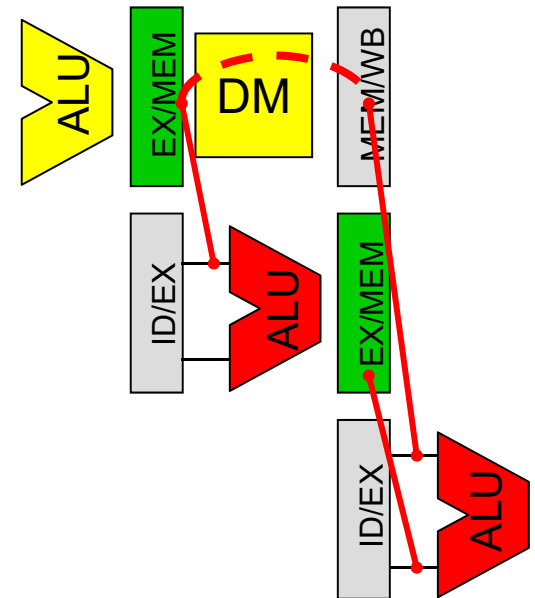 ALU
EX/MEM
DM
MEM/WB
ID/EX
ALU
EX/MEM
ID/EX
ALU